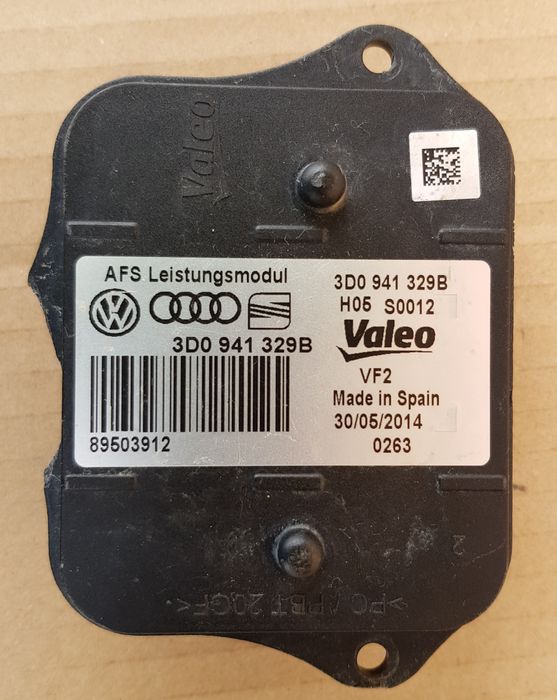 Valeo
AFS Leistungsmodul
3D0 941 329B
H05 S0012
3D0 941 329B
Valeo
VF2
Made in Spain
30/05/2014
89503912
0263
2
>PC/PBT 20GF<